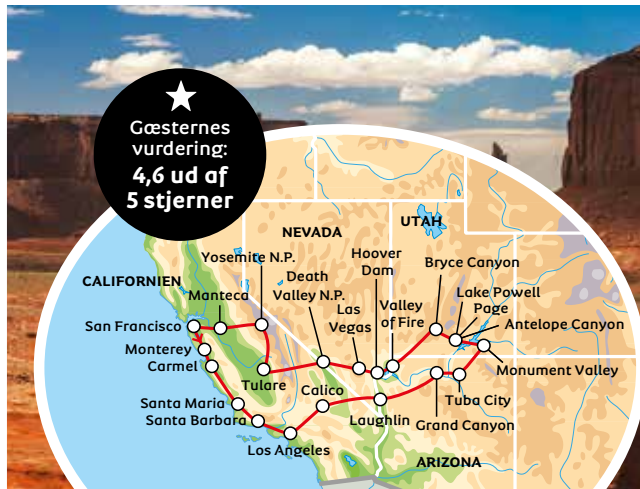 Gæsternes
vurdering:
4,6 ud af
5 stjerner
NEVADA
UTAH
CALIFORNIEN
Yosemite N.P.
Manteca
San Francisco
Monterey
Carmel
Death
Valley N.P.
Las
Vegas
Hoover
Dam
Valley
of Fire
Bryce Canyon
Lake Powell
Page
Antelope Canyon
Monument Valley
Tulare
Calico
Santa Maria
Santa Barbara
Los Angeles
Laughlin
Grand Canyon
Tuba City
ARIZONA